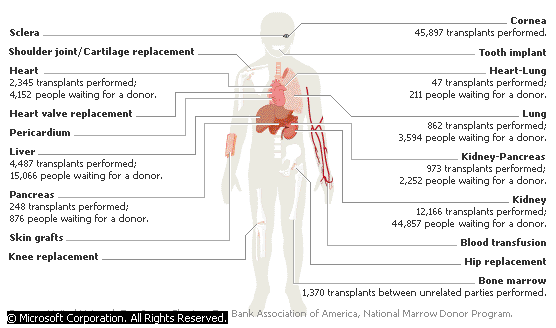 Sclera
Shoulder joint/Cartilage replacement
Heart
2,345 transplants performed;
4,152 people waiting for a donor.
Heart valve replacement
Pericardium
Liver
4,487 transplants performed;
15,066 people waiting for a donor.
Pancreas
248 transplants performed;
876 people waiting for a donor.
Skin grafts
Knee replacement
Cornea
45,897 transplants performed.
Tooth implant
Heart-Lung
47 transplants performed;
211 people waiting for a donor.
Lung
862 transplants performed;
3,594 people waiting for a donor.
Kidney-Pancreas
973 transplants performed;
2,252 people waiting for a donor.
Kidney
12,166 transplants performed;
44,857 people waiting for a donor.
Blood transfusion
Hip replacement
Bone marrow
1,370 transplants between unrelated parties performed.
Bank Association of America, National Marrow Donor Program.
© Microsoft Corporation. All Rights Reserved.